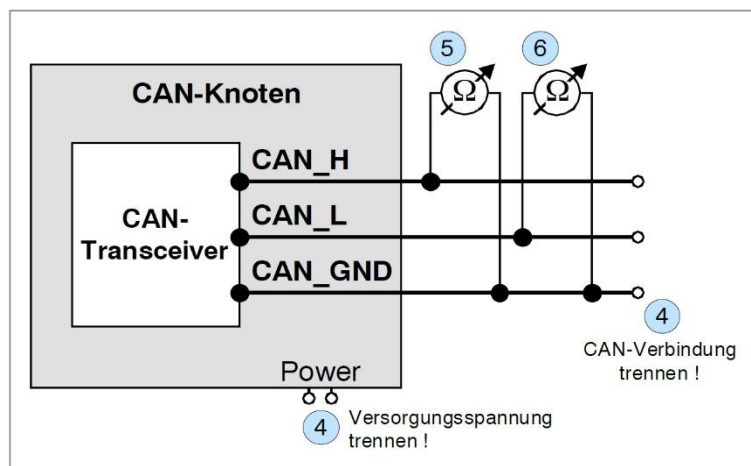 5
6
Ω
Ω
CAN-Knoten
CAN_H
CAN_L
CAN_GND
CAN-
Transceiver
Power
4
Versorgungsspannung
trennen !
4
CAN-Verbindung
trennen !